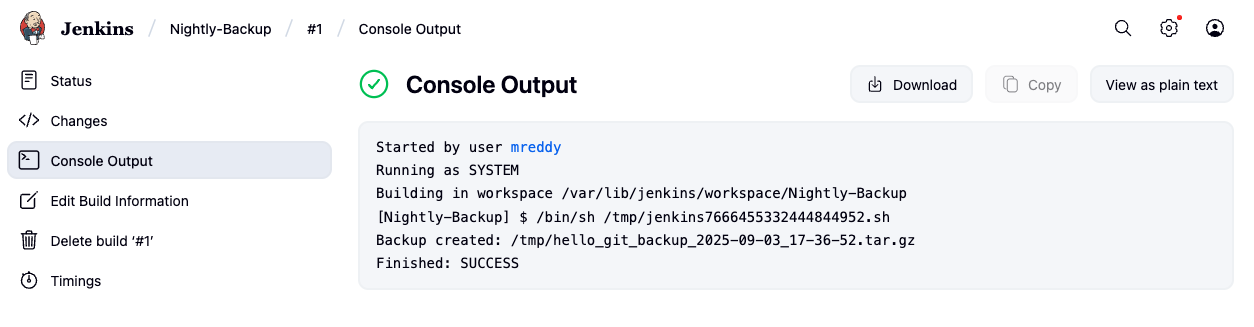 Jenkins / Nightly-Backup / #1 / Console Output
Status
Changes
Console Output
Edit Build Information
Delete build ‘#1’
Timings
Console Output
Download
Copy
View as plain text
Started by user mreddy
Running as SYSTEM
Building in workspace /var/lib/jenkins/workspace/Nightly-Backup
[Nightly-Backup] $ /bin/sh /tmp/jenkins7666455332444844952.sh
Backup created: /tmp/hello_git_backup_2025-09-03_17-36-52.tar.gz
Finished: SUCCESS